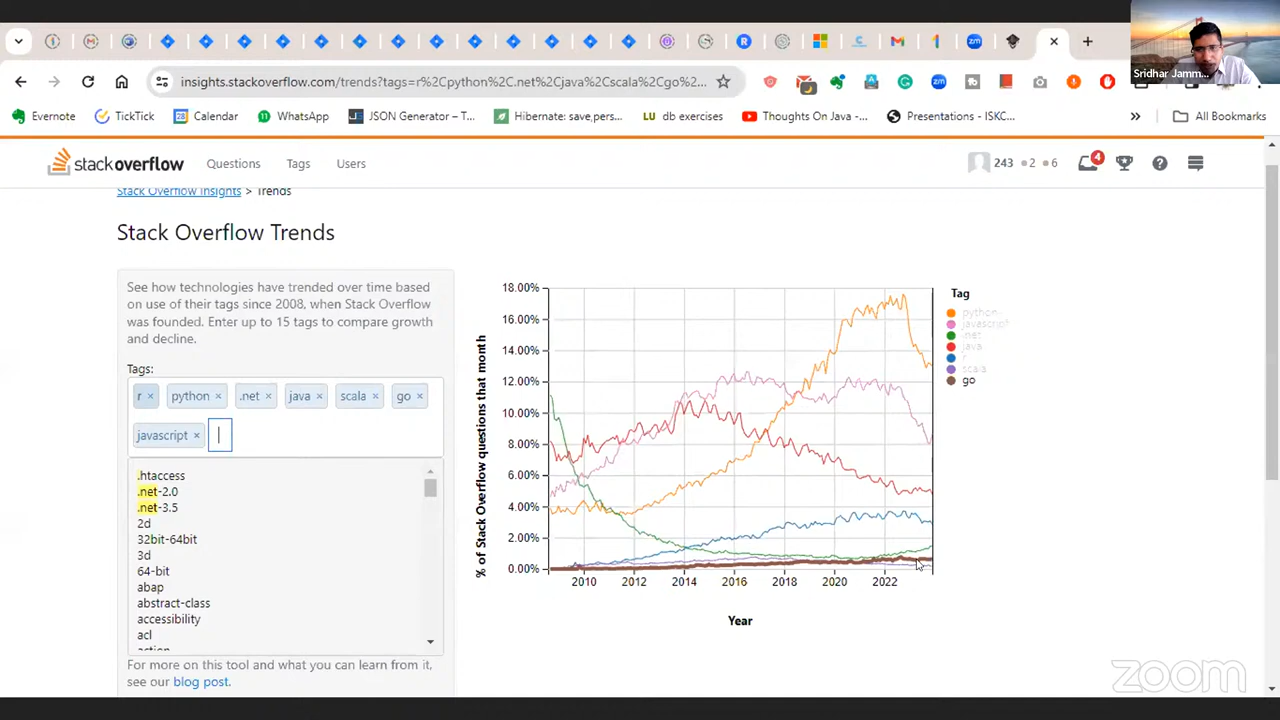 Sridhar Jamm...
insights.stackoverflow.com/trends?tags=r%2Cpython%2C.net%2Cjava%2Cscala%2Cgo%2...
Evernote TickTick Calendar WhatsApp JSON Generator – T... Hibernate: save,pers... LU db exercises Thoughts On Java -... Presentations - ISKC... » All Bookmarks
stackoverflow Questions Tags Users 243 2 6 4
Stack Overflow Insights > Trends
Stack Overflow Trends
See how technologies have trended over time based
on use of their tags since 2008, when Stack Overflow
was founded. Enter up to 15 tags to compare growth
and decline.
Tags:
r × python × .net × java × scala × go ×
javascript ×
.htaccess
.net-2.0
.net-3.5
2d
32bit-64bit
3d
64-bit
abap
abstract-class
accessibility
acl
action
For more on this tool and what you can learn from it,
see our blog post.
% of Stack Overflow questions that month
18.00%
16.00%
14.00%
12.00%
10.00%
8.00%
6.00%
4.00%
2.00%
0.00%
2010 2012 2014 2016 2018 2020 2022
Year
Tag
python
javascript
.net
java
r
scala
go
zoom